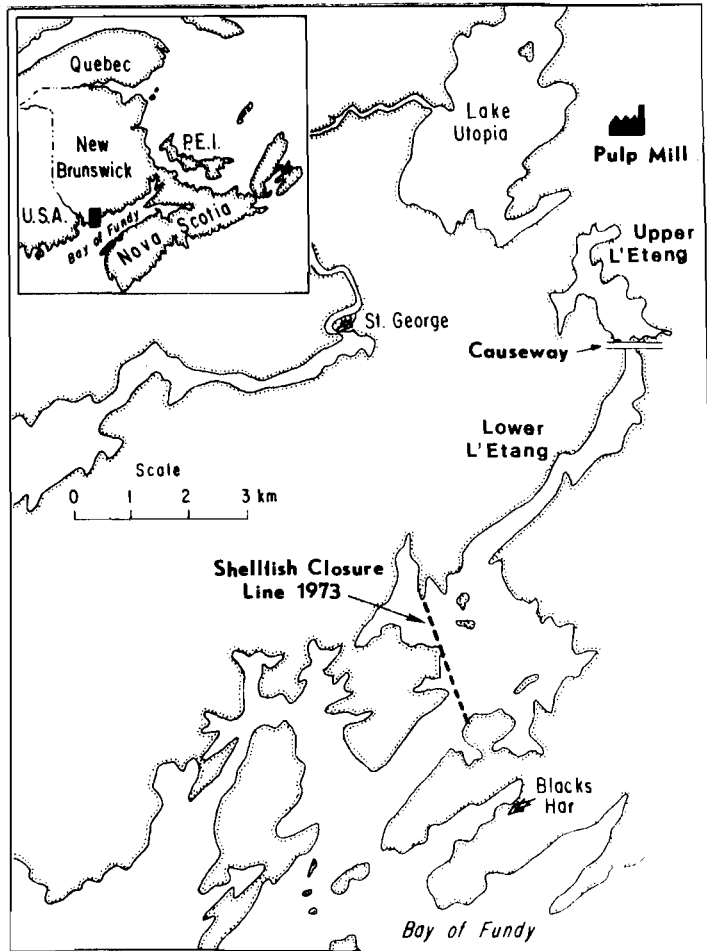 Quebec
New
Brunswick
P.E.I.
U.S.A.
Bay of Fundy
Nova Scotia
Lake
Utopia
Pulp Mill
Upper
L'Etang
St. George
Causeway
Lower
L'Etang
Scale
0 1 2 3 km
Shellfish Closure
Line 1973
Blacks
Har
Bay of Fundy